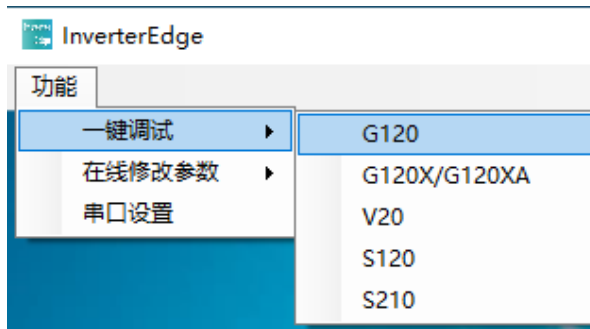 InverterEdge
功能
一键调试
G120
在线修改参数
G120X/G120XA
串口设置
V20
S120
S210